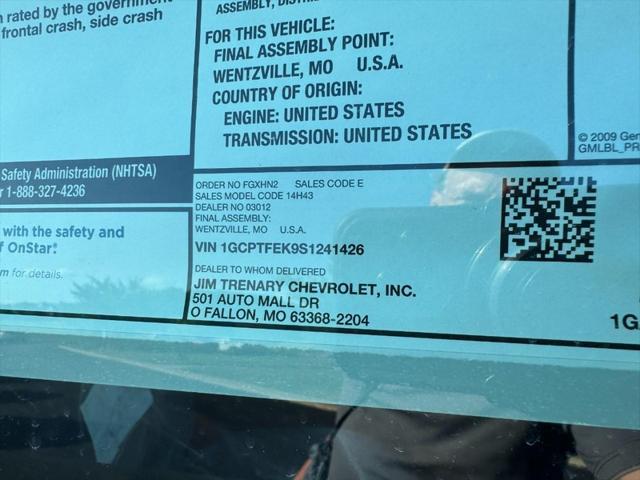 rated by the government
frontal crash, side crash
Safety Administration (NHTSA)
1-888-327-4236
with the safety and
OnStar!
for details.
ASSEMBLY,
FOR THIS VEHICLE:
FINAL ASSEMBLY POINT:
WENTZVILLE, MO U.S.A.
COUNTRY OF ORIGIN:
ENGINE: UNITED STATES
TRANSMISSION: UNITED STATES
© 2009 Gen
GMLBL_PR
ORDER NO FGXHN2 SALES CODE E
SALES MODEL CODE 14H43
DEALER NO 03012
FINAL ASSEMBLY:
WENTZVILLE, MO U.S.A.
VIN 1GCPTFEK9S1241426
DEALER TO WHOM DELIVERED
JIM TRENARY CHEVROLET, INC.
501 AUTO MALL DR
O FALLON, MO 63368-2204
1G